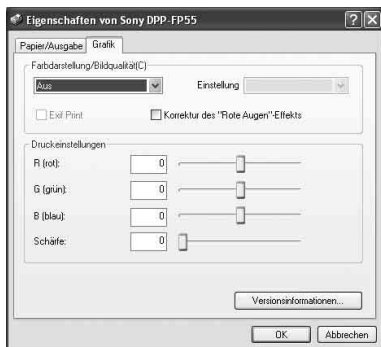 Eigenschaften von Sony DPP-FP55
Papier/Ausgabe Grafik
Farbdarstellung/Bildqualität(C)
Aus Einstellung
Exif Print Korrektur des "Rote Augen"-Effekts
Druckeinstellungen
R (rot): 0
G (grün): 0
B (blau): 0
Schärfe: 0
Versionsinformationen...
OK Abbrechen